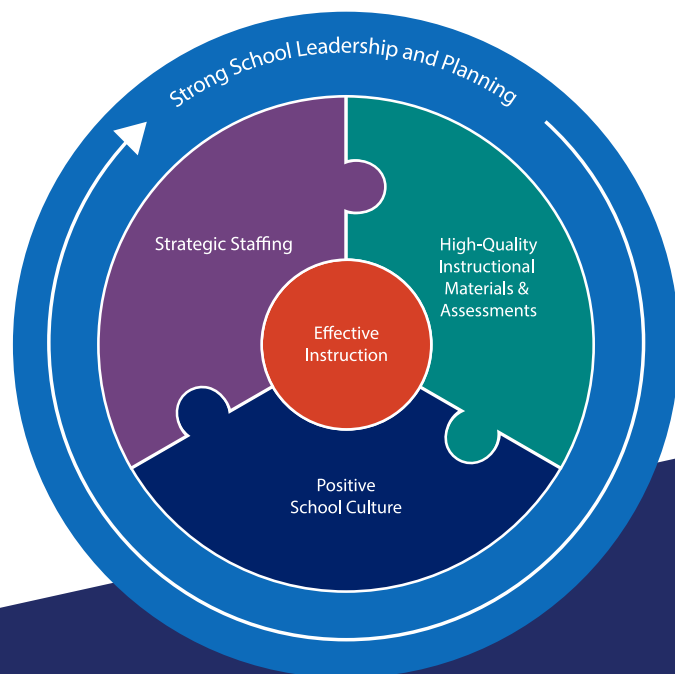 Strong School Leadership and Planning
Strategic Staffing
High-Quality
Instructional
Materials &
Assessments
Effective
Instruction
Positive
School Culture